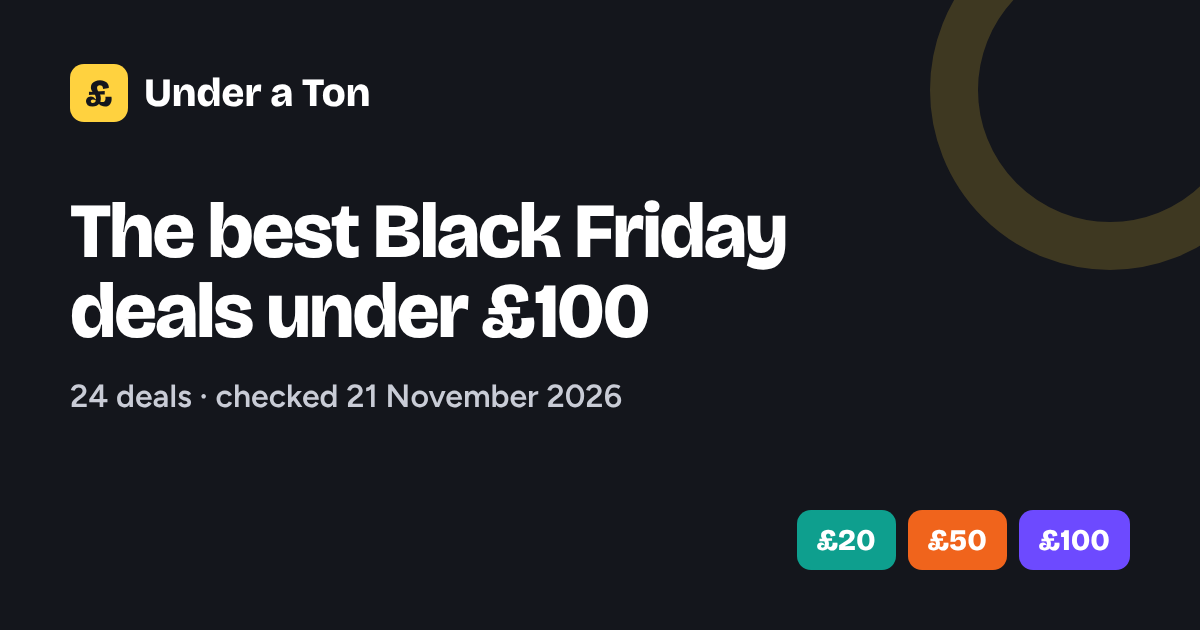 £ Under a Ton
The best Black Friday
deals under £100
24 deals · checked 21 November 2026
£20 £50 £100